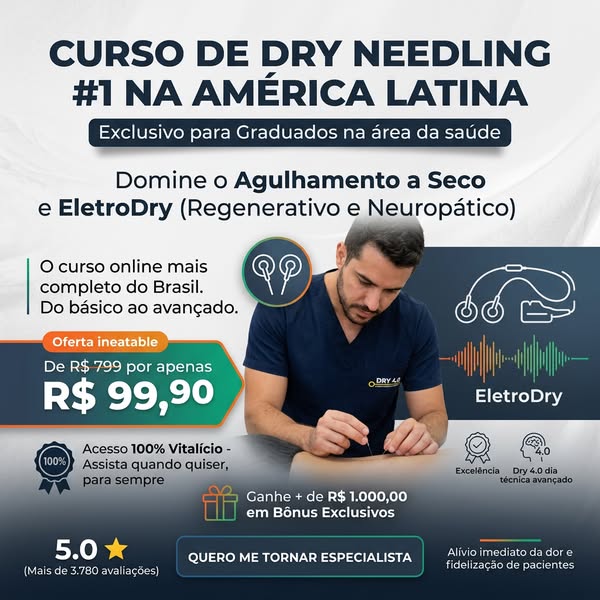 CURSO DE DRY NEEDLING
#1 NA AMÉRICA LATINA
Exclusivo para Graduados na área da saúde
Domine o Agulhamento a Seco
e EletroDry (Regenerativo e Neuropático)
O curso online mais
completo do Brasil.
Do básico ao avançado.
Oferta ineatable
De R$ 799 por apenas
R$ 99,90
DRY 4.0
EletroDry
100%
Acesso 100% Vitalício -
Assista quando quiser,
para sempre
4.0
Excelência
Dry 4.0 dia
técnica avançado
Ganhe + de R$ 1.000,00
em Bônus Exclusivos
5.0
(Mais de 3.780 avaliações)
QUERO ME TORNAR ESPECIALISTA
Alívio imediato da dor e
fidelização de pacientes